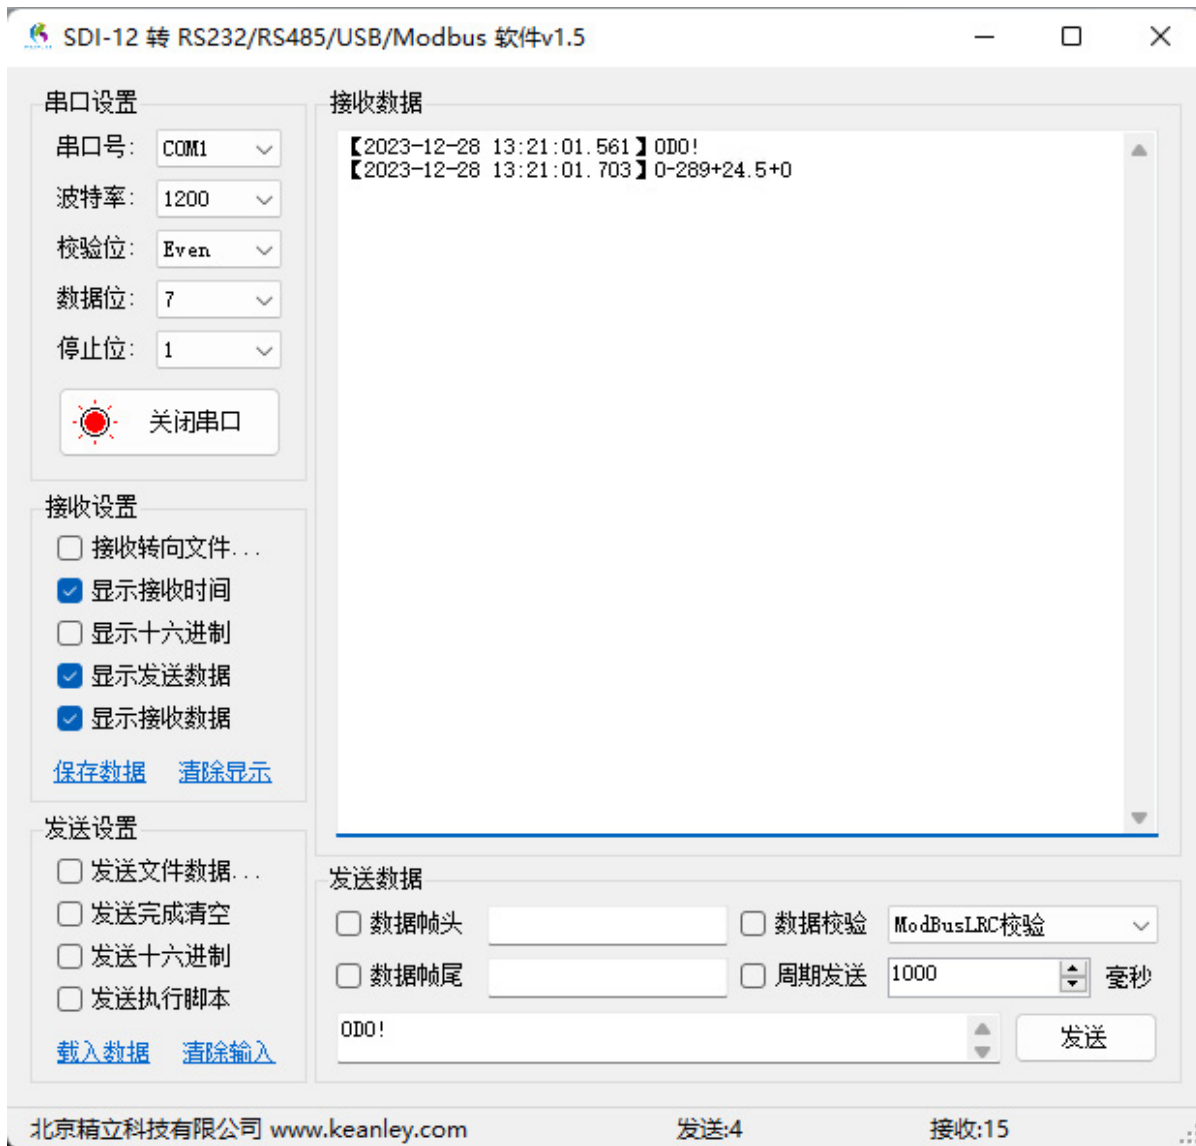 SDI-12 转 RS232/RS485/USB/Modbus 软件v1.5
串口设置
串口号: COM1
波特率: 1200
校验位: Even
数据位: 7
停止位: 1
关闭串口
接收设置
接收转向文件...
显示接收时间
显示十六进制
显示发送数据
显示接收数据
保存数据 清除显示
发送设置
发送文件数据...
发送完成清空
发送十六进制
发送执行脚本
载入数据 清除输入
接收数据
【2023-12-28 13:21:01.561】0D0!
【2023-12-28 13:21:01.703】0-289+24.5+0
发送数据
数据帧头 数据校验 ModBusLRC校验
数据帧尾 周期发送 1000 毫秒
0D0! 发送
北京精立科技有限公司 www.keanley.com 发送:4 接收:15